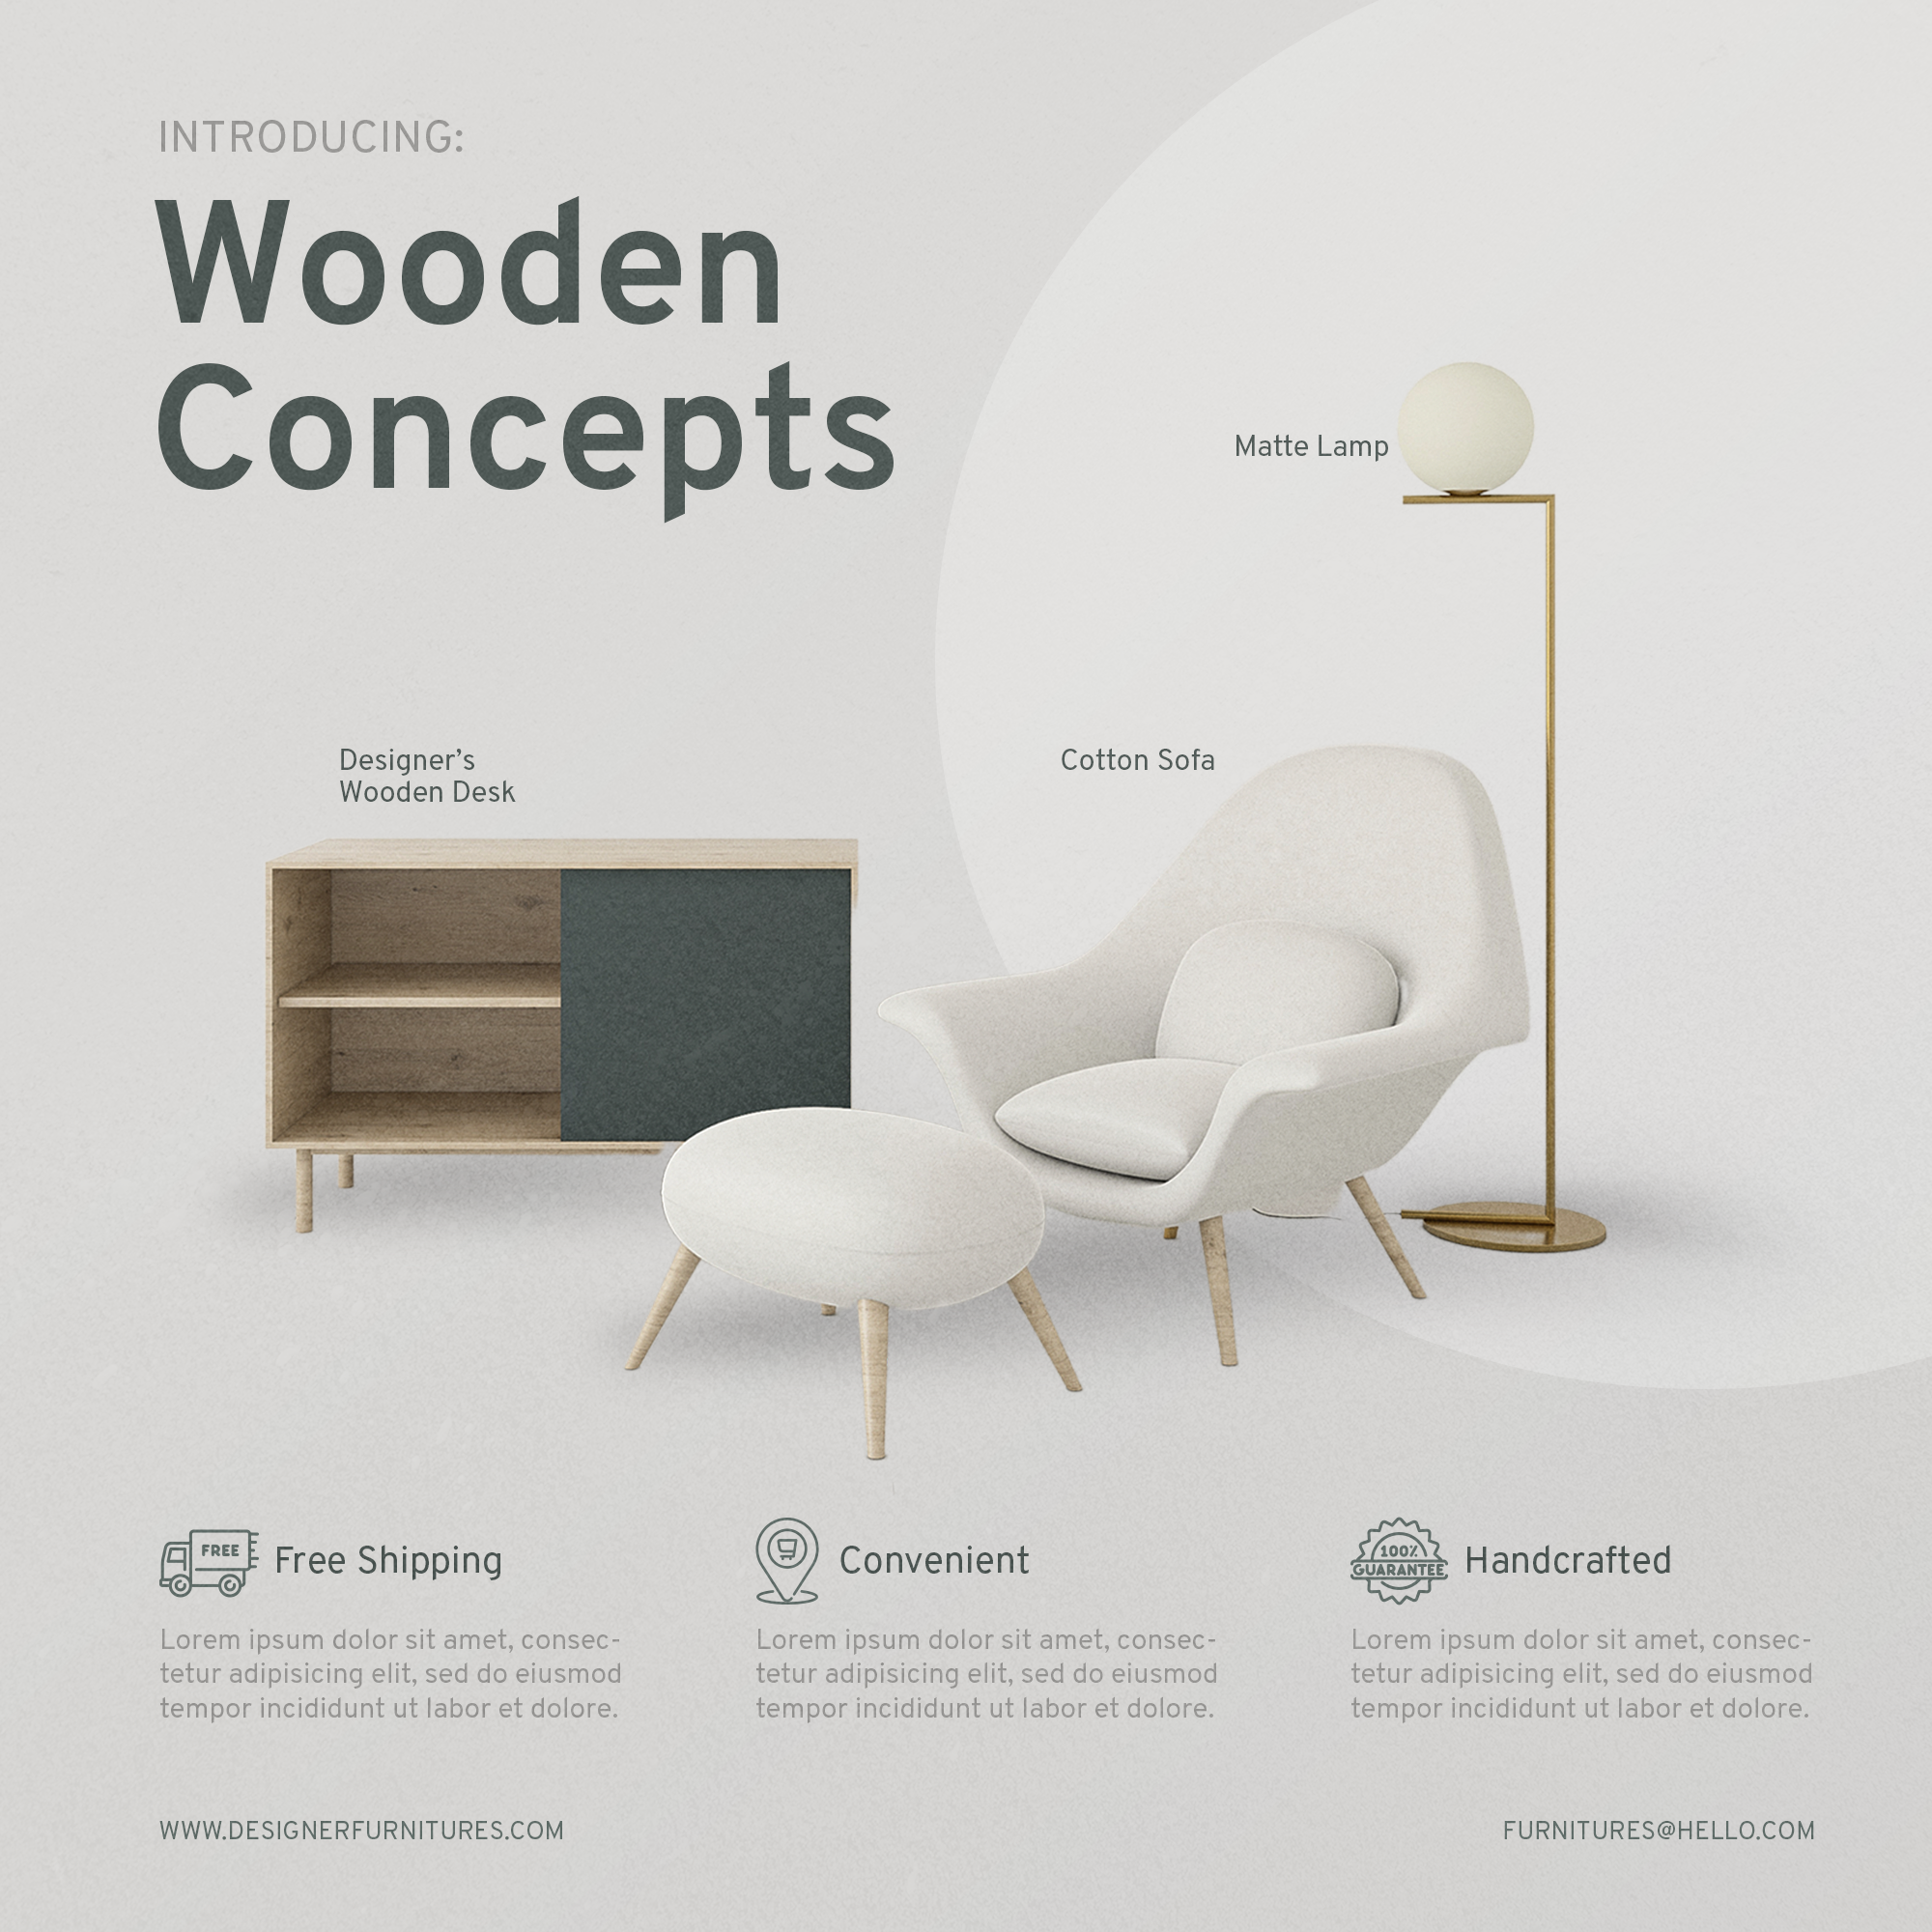 INTRODUCING:
Wooden
Concepts
Matte Lamp
Designer’s
Wooden Desk
Cotton Sofa
FREE
Free Shipping
Lorem ipsum dolor sit amet, consec-
tetur adipisicing elit, sed do eiusmod
tempor incididunt ut labor et dolore.
Convenient
Lorem ipsum dolor sit amet, consec-
tetur adipisicing elit, sed do eiusmod
tempor incididunt ut labor et dolore.
100%
GUARANTEE
Handcrafted
Lorem ipsum dolor sit amet, consec-
tetur adipisicing elit, sed do eiusmod
tempor incididunt ut labor et dolore.
WWW.DESIGNERFURNITURES.COM
FURNITURES@HELLO.COM